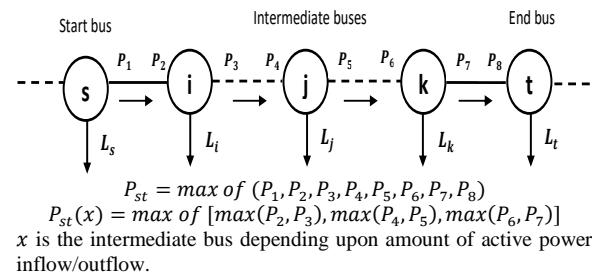 Start bus
Intermediate buses
End bus
P₁ P₂ P₃ P₄ P₅ P₆ P₇ P₈
s i j k t
Lₛ Lᵢ Lⱼ Lₖ Lₜ
Pₛₜ = max of (P₁, P₂, P₃, P₄, P₅, P₆, P₇, P₈)
Pₛₜ(x) = max of [max(P₂, P₃), max(P₄, P₅), max(P₆, P₇)]
x is the intermediate bus depending upon amount of active power
inflow/outflow.